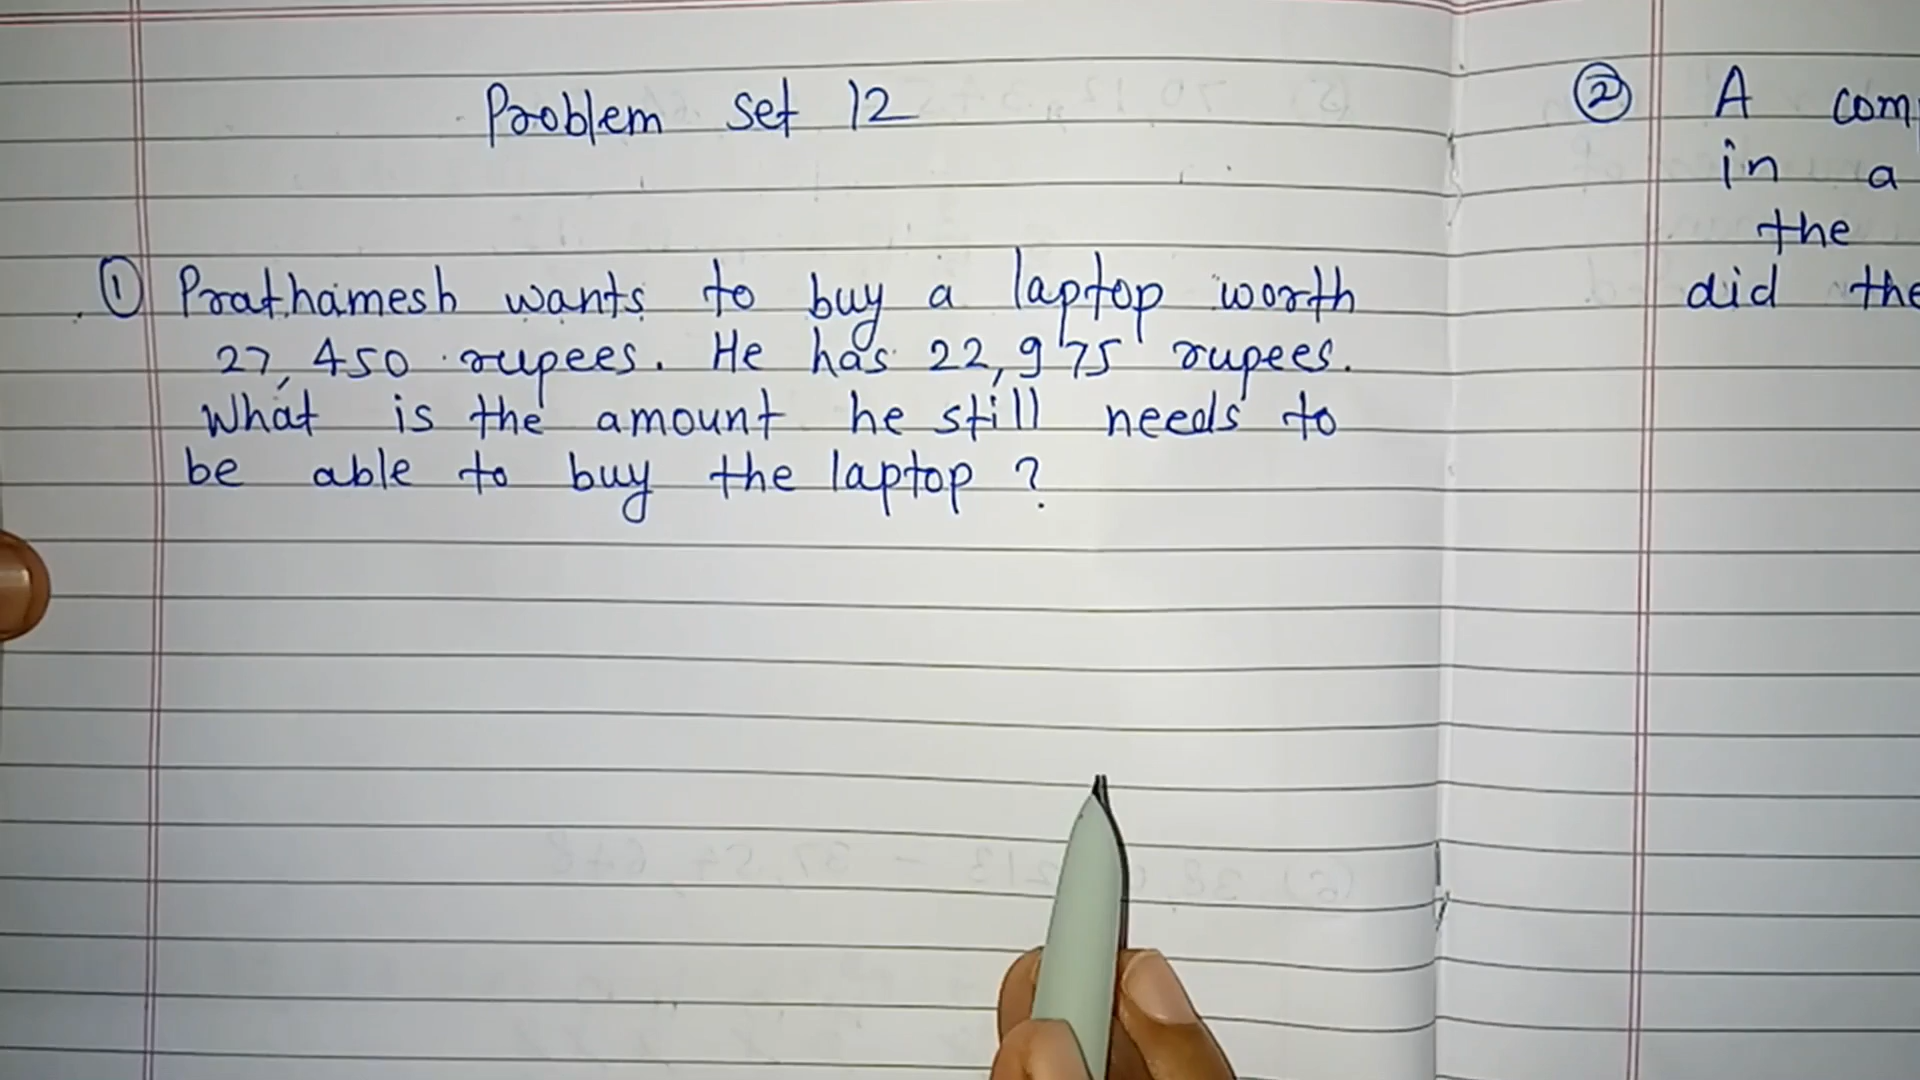 Problem set 12
① Prathamesh wants to buy a laptop worth
27,450 rupees. He has 22,975 rupees.
What is the amount he still needs to
be able to buy the laptop ?
② A
in a
the
did